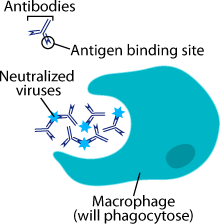 Antibodies
Antigen binding site
Neutralized
viruses
Macrophage
(will phagocytose)